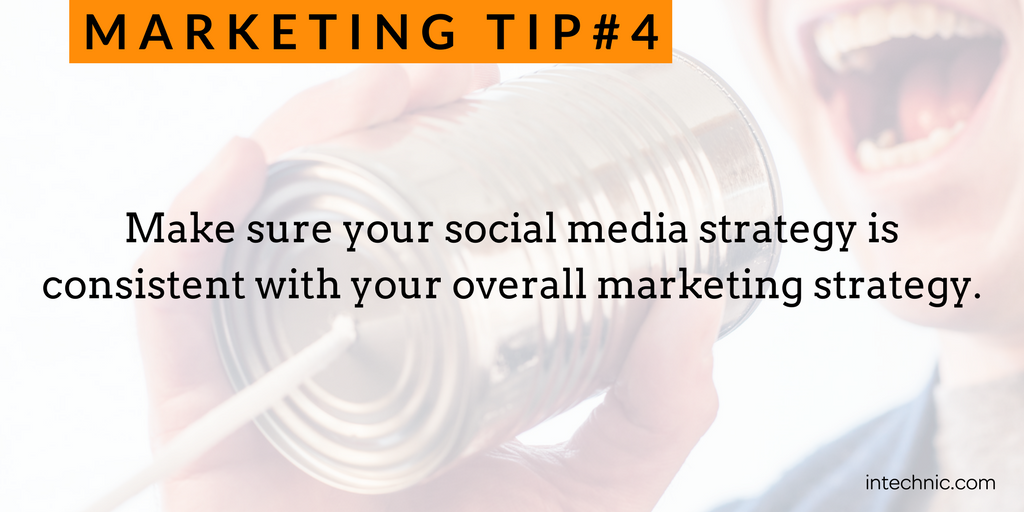 MARKETING TIP#4
Make sure your social media strategy is
consistent with your overall marketing strategy.
intechnic.com